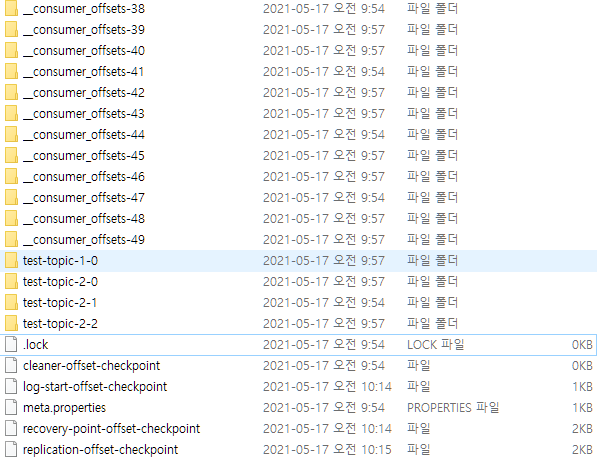 __consumer_offsets-38 2021-05-17 오전 9:54 파일 폴더
__consumer_offsets-39 2021-05-17 오전 9:57 파일 폴더
__consumer_offsets-40 2021-05-17 오전 9:57 파일 폴더
__consumer_offsets-41 2021-05-17 오전 9:54 파일 폴더
__consumer_offsets-42 2021-05-17 오전 9:57 파일 폴더
__consumer_offsets-43 2021-05-17 오전 9:57 파일 폴더
__consumer_offsets-44 2021-05-17 오전 9:54 파일 폴더
__consumer_offsets-45 2021-05-17 오전 9:57 파일 폴더
__consumer_offsets-46 2021-05-17 오전 9:57 파일 폴더
__consumer_offsets-47 2021-05-17 오전 9:54 파일 폴더
__consumer_offsets-48 2021-05-17 오전 9:57 파일 폴더
__consumer_offsets-49 2021-05-17 오전 9:57 파일 폴더
test-topic-1-0 2021-05-17 오전 9:57 파일 폴더
test-topic-2-0 2021-05-17 오전 9:57 파일 폴더
test-topic-2-1 2021-05-17 오전 9:54 파일 폴더
test-topic-2-2 2021-05-17 오전 9:57 파일 폴더
.lock 2021-05-17 오전 9:54 LOCK 파일 0KB
cleaner-offset-checkpoint 2021-05-17 오전 9:54 파일 0KB
log-start-offset-checkpoint 2021-05-17 오전 10:14 파일 1KB
meta.properties 2021-05-17 오전 9:54 PROPERTIES 파일 1KB
recovery-point-offset-checkpoint 2021-05-17 오전 10:14 파일 2KB
replication-offset-checkpoint 2021-05-17 오전 10:15 파일 2KB